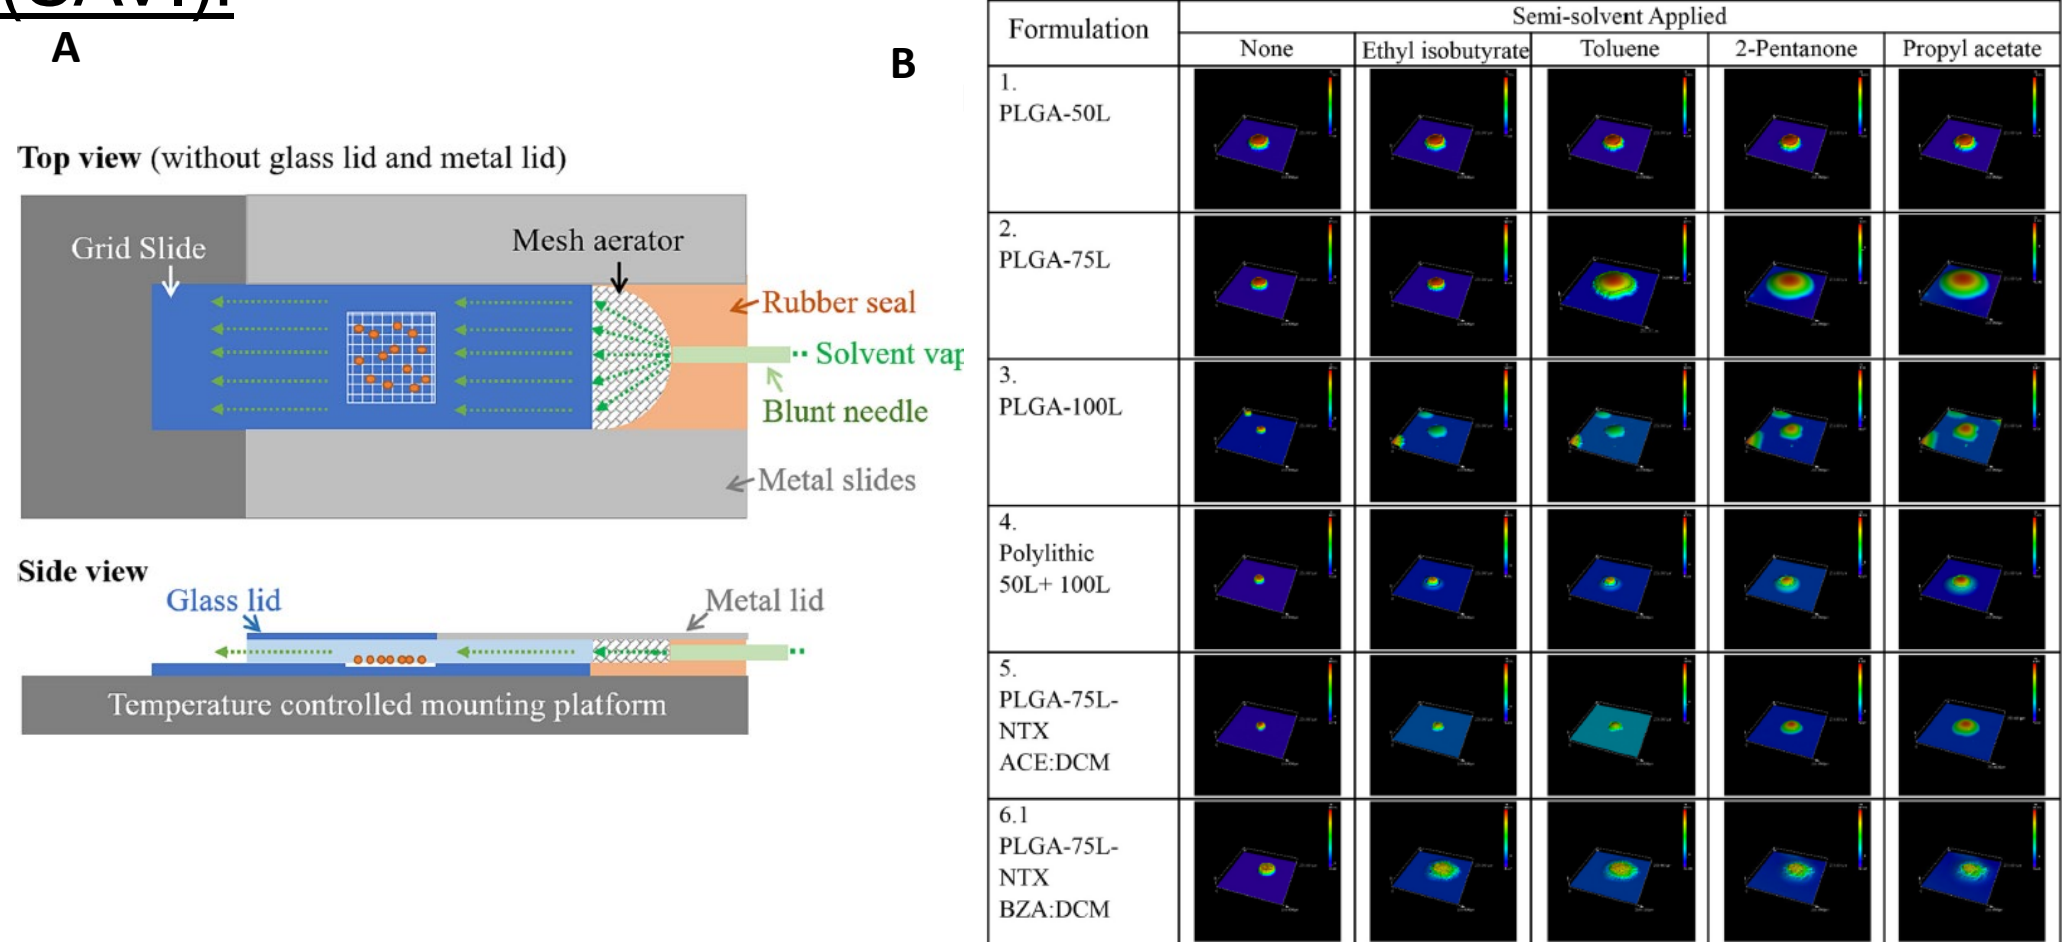 A
B
Top view (without glass lid and metal lid)
Grid Slide
Mesh aerator
Rubber seal
Solvent vap
Blunt needle
Metal slides
Side view
Glass lid
Metal lid
Temperature controlled mounting platform
Formulation
Semi-solvent Applied
None
Ethyl isobutyrate
Toluene
2-Pentanone
Propyl acetate
1.
PLGA-50L
2.
PLGA-75L
3.
PLGA-100L
4.
Polylithic
50L+ 100L
5.
PLGA-75L-
NTX
ACE:DCM
6.1
PLGA-75L-
NTX
BZA:DCM